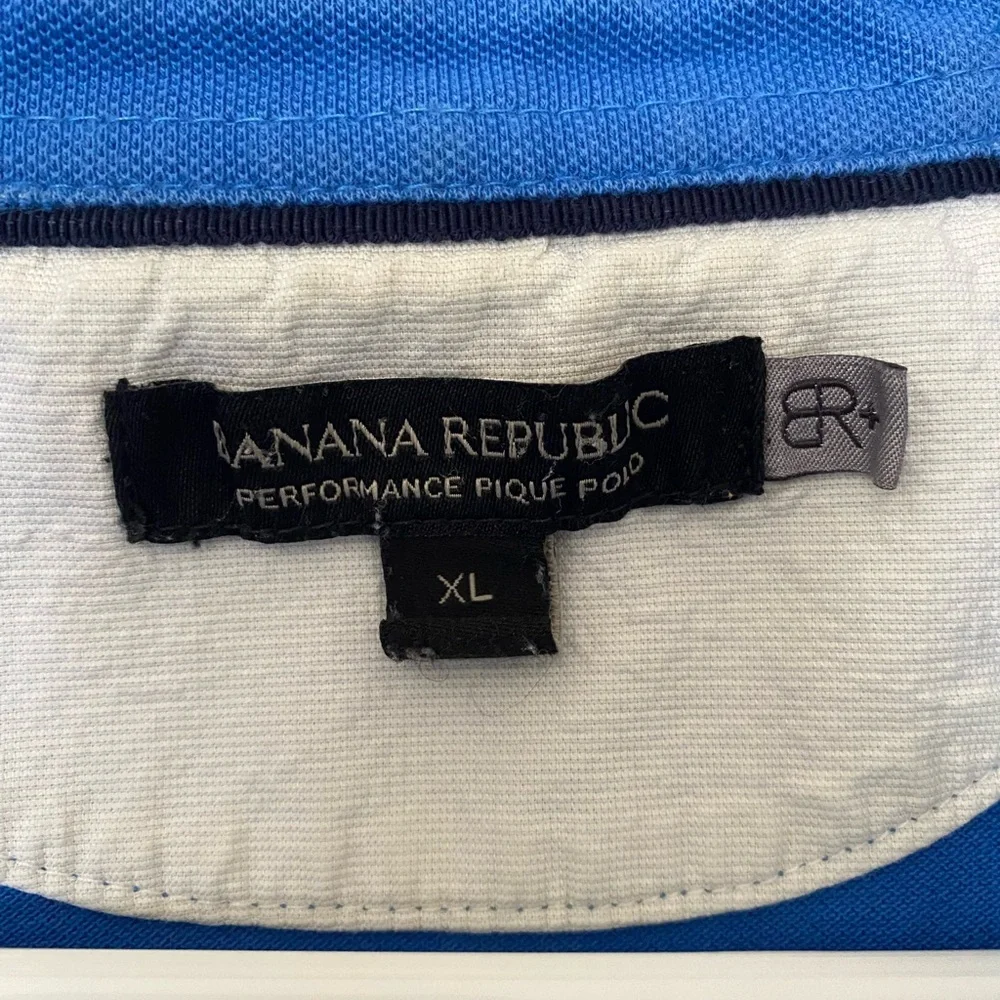 BANANA REPUBLIC
PERFORMANCE PIQUE POLO
XL
BR+